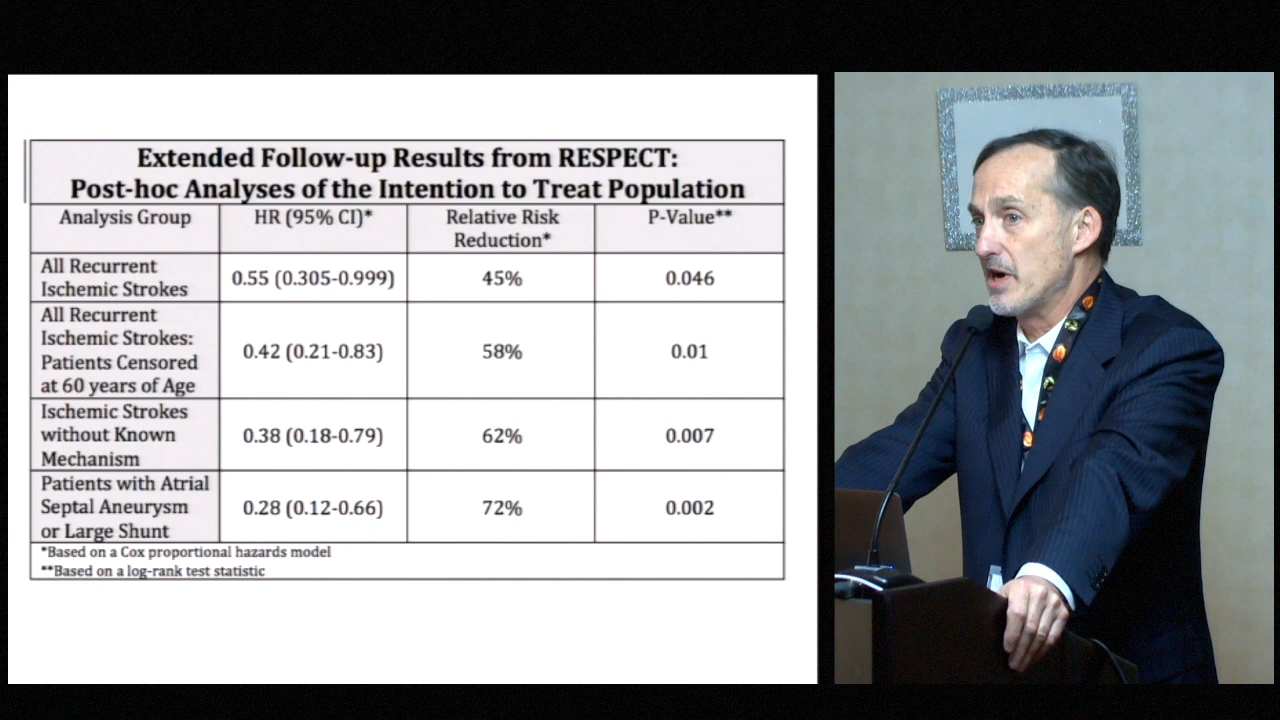 Extended Follow-up Results from RESPECT:
Post-hoc Analyses of the Intention to Treat Population
Analysis Group
HR (95% CI)*
Relative Risk
Reduction*
P-Value**
All Recurrent
Ischemic Strokes
0.55 (0.305-0.999)
45%
0.046
All Recurrent
Ischemic Strokes:
Patients Censored
at 60 years of Age
0.42 (0.21-0.83)
58%
0.01
Ischemic Strokes
without Known
Mechanism
0.38 (0.18-0.79)
62%
0.007
Patients with Atrial
Septal Aneurysm
or Large Shunt
0.28 (0.12-0.66)
72%
0.002
*Based on a Cox proportional hazards model
**Based on a log-rank test statistic